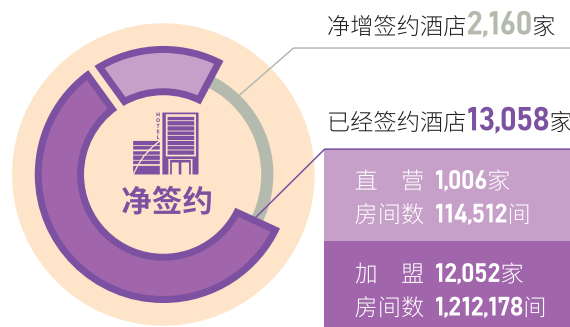 净增签约酒店2,160家
已经签约酒店13,058家
HOTEL
净签约
直 营 1,006家
房间数 114,512间
加 盟 12,052家
房间数 1,212,178间